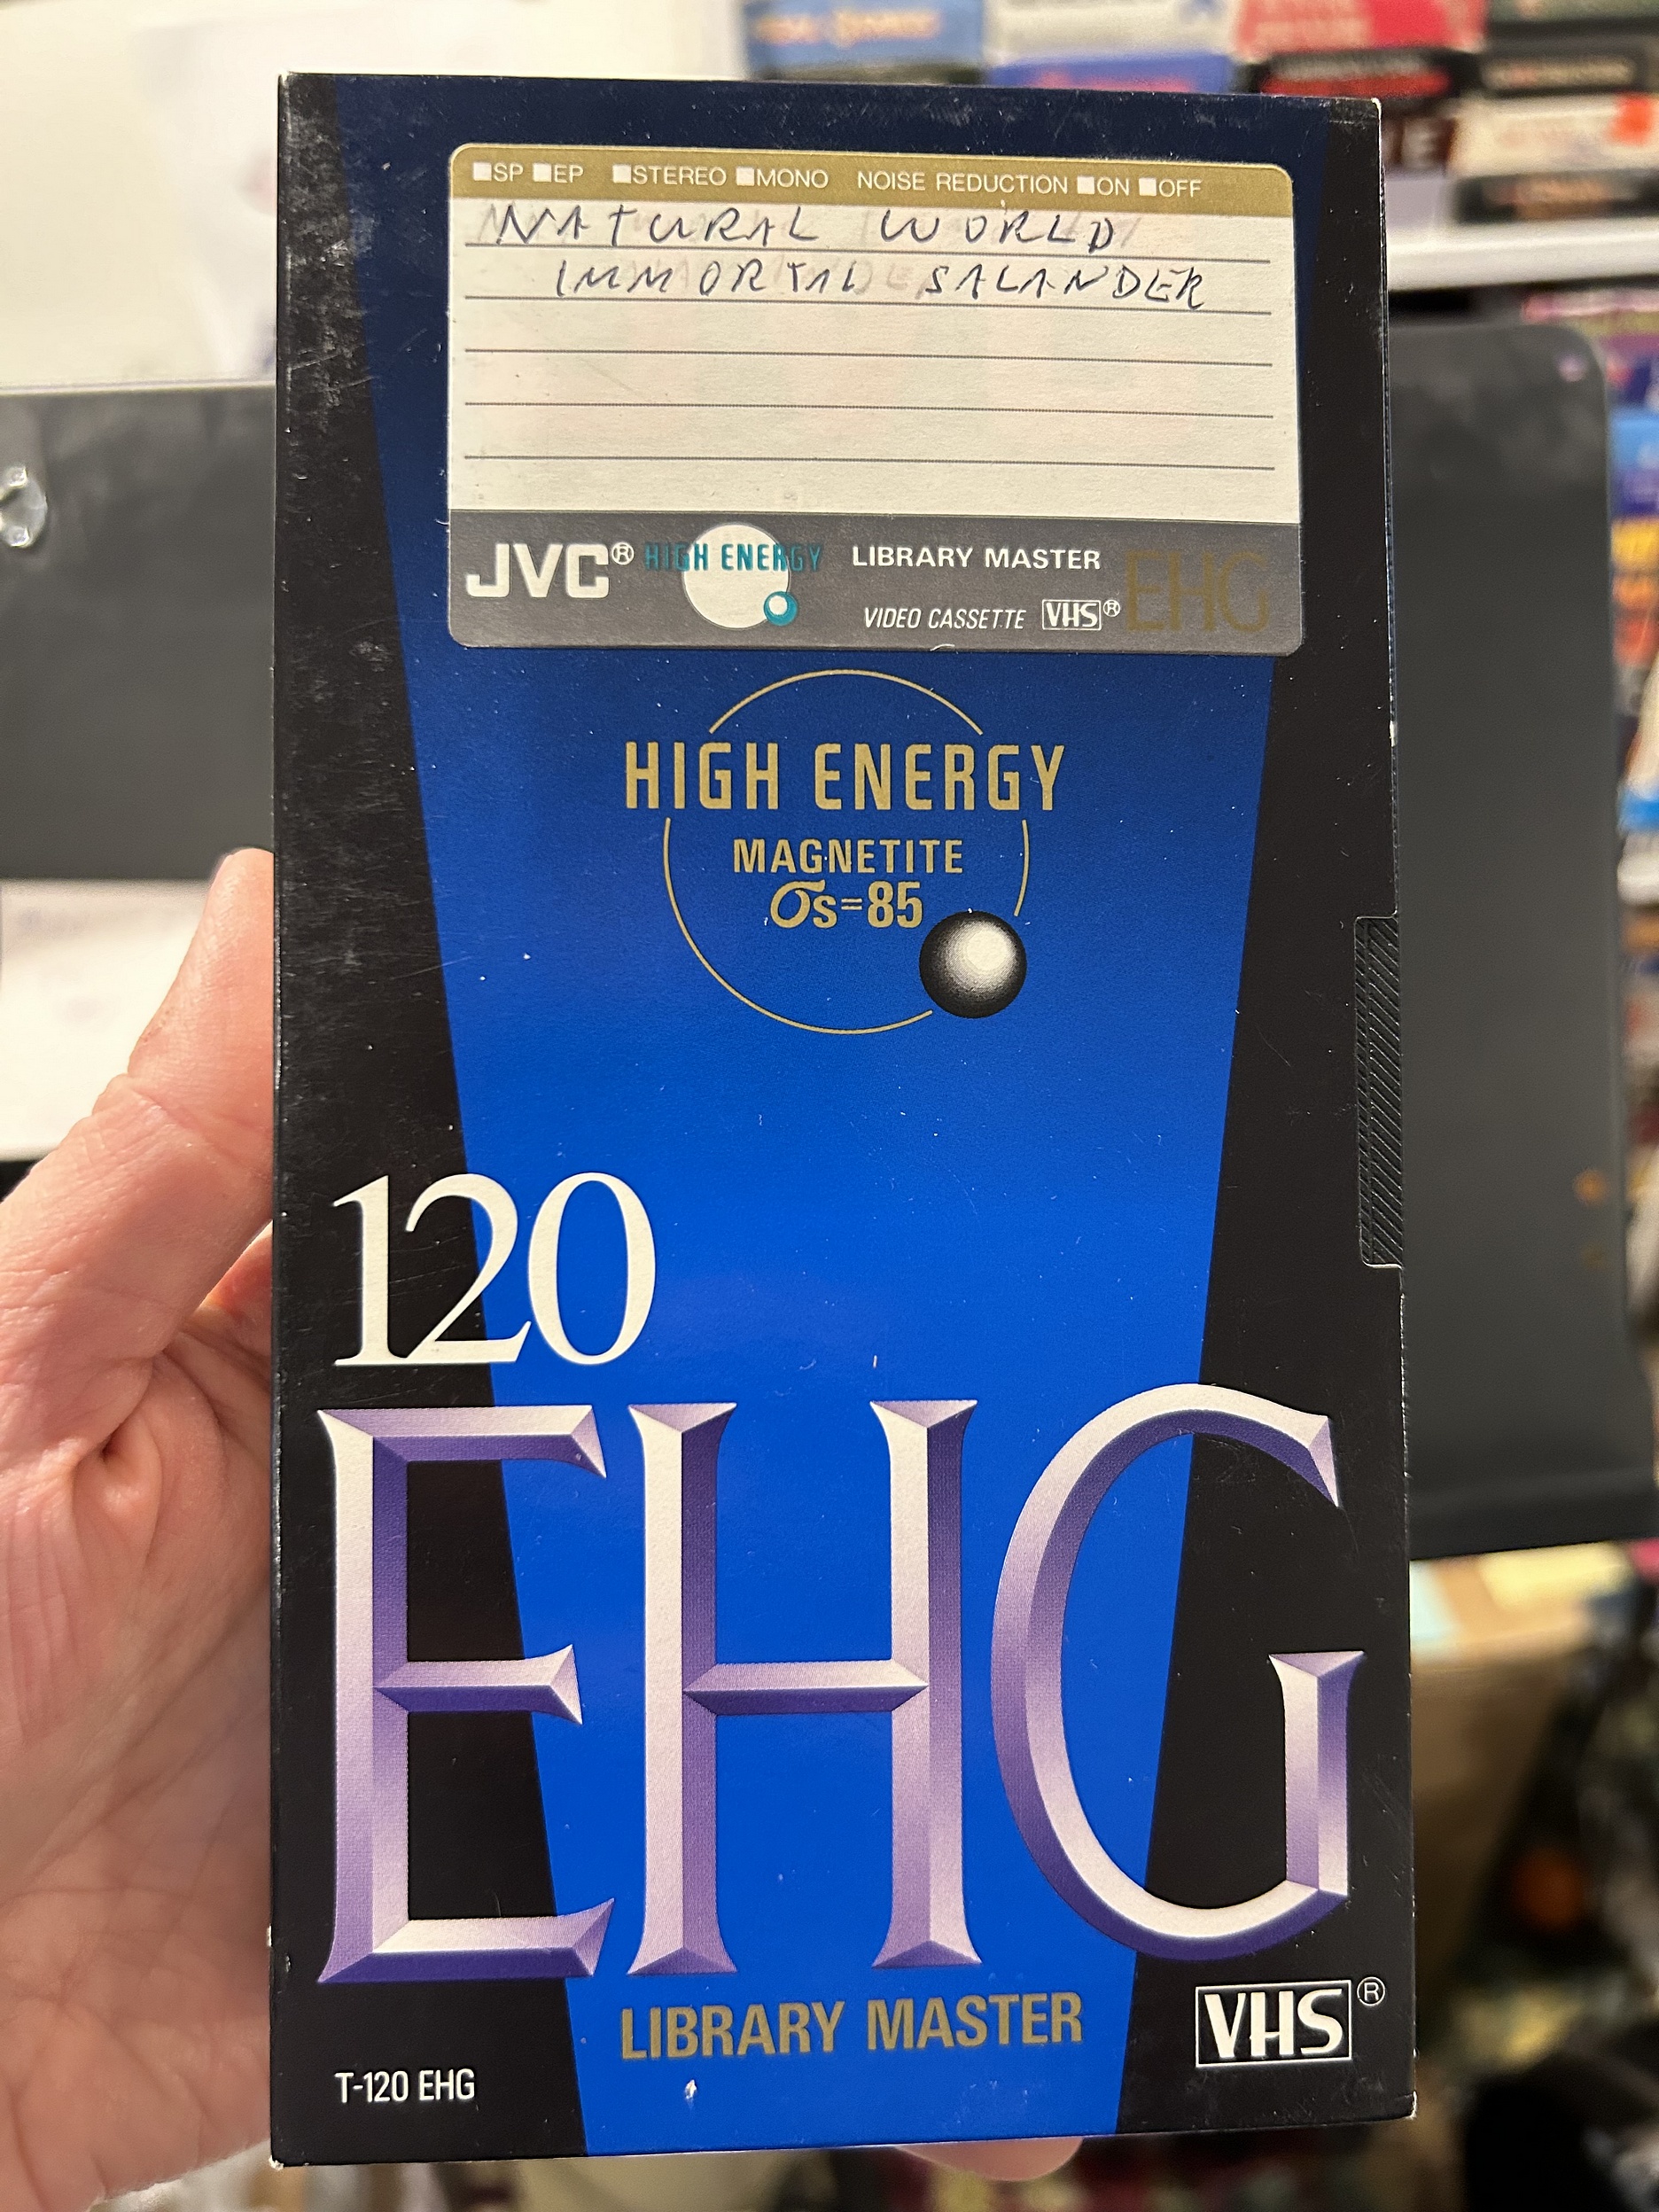 ■SP ■EP ■STEREO ■MONO NOISE REDUCTION ■ON ■OFF
NATURAL WORLD
IMMORTAL SALANDER
JVC® HIGH ENERGY LIBRARY MASTER EHG
VIDEO CASSETTE VHS®
HIGH ENERGY
MAGNETITE
σs=85
120
EHG
LIBRARY MASTER
VHS®
T-120 EHG